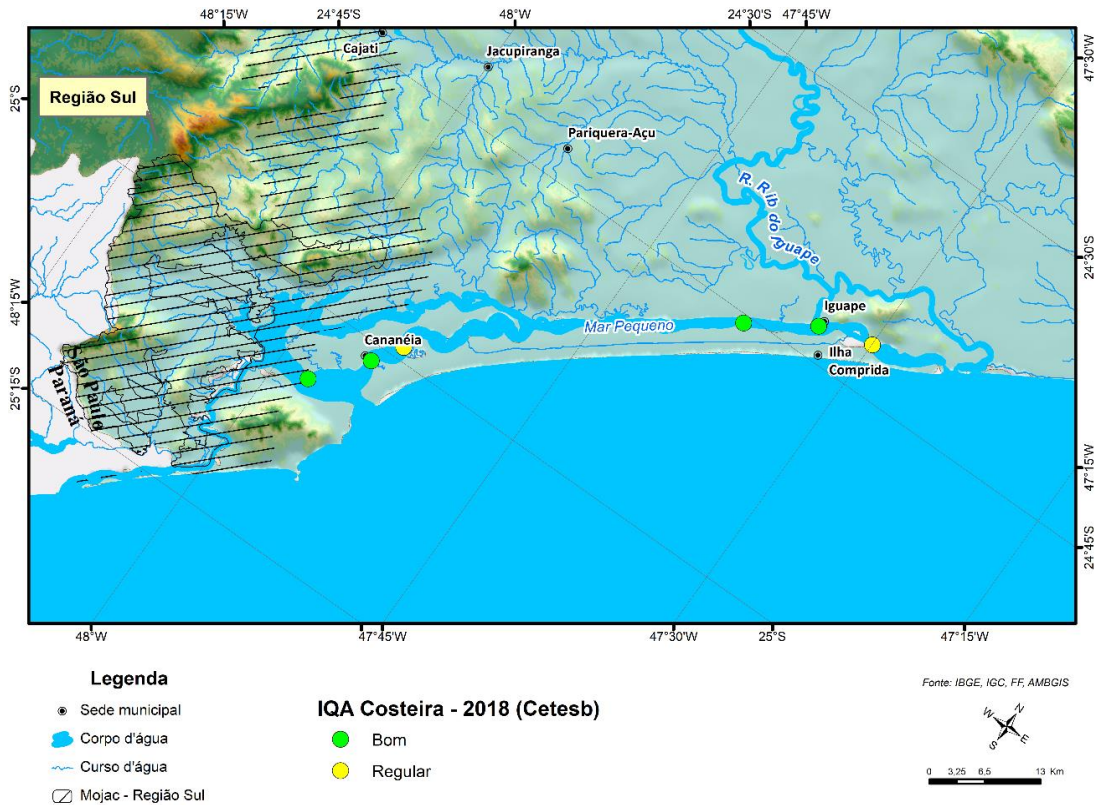 48°15'W
24°45'S
48°W
24°30'S
47°45'W
47°30'W
25°S
Região Sul
Cajati
Jacupiranga
Pariquera-Açu
R. Rib do Iguape
24°30'S
48°15'W
Iguape
Mar Pequeno
Cananéia
Ilha
Comprida
São Paulo
Paraná
25°15'S
47°15'W
24°45'S
48°W
47°45'W
47°30'W
25°S
47°15'W
Legenda
Sede municipal
Corpo d'água
Curso d'água
Mojac - Região Sul
IQA Costeira - 2018 (Cetesb)
Bom
Regular
Fonte: IBGE, IGC, FF, AMBGIS
N
W
E
S
0 3,25 6,5 13 Km